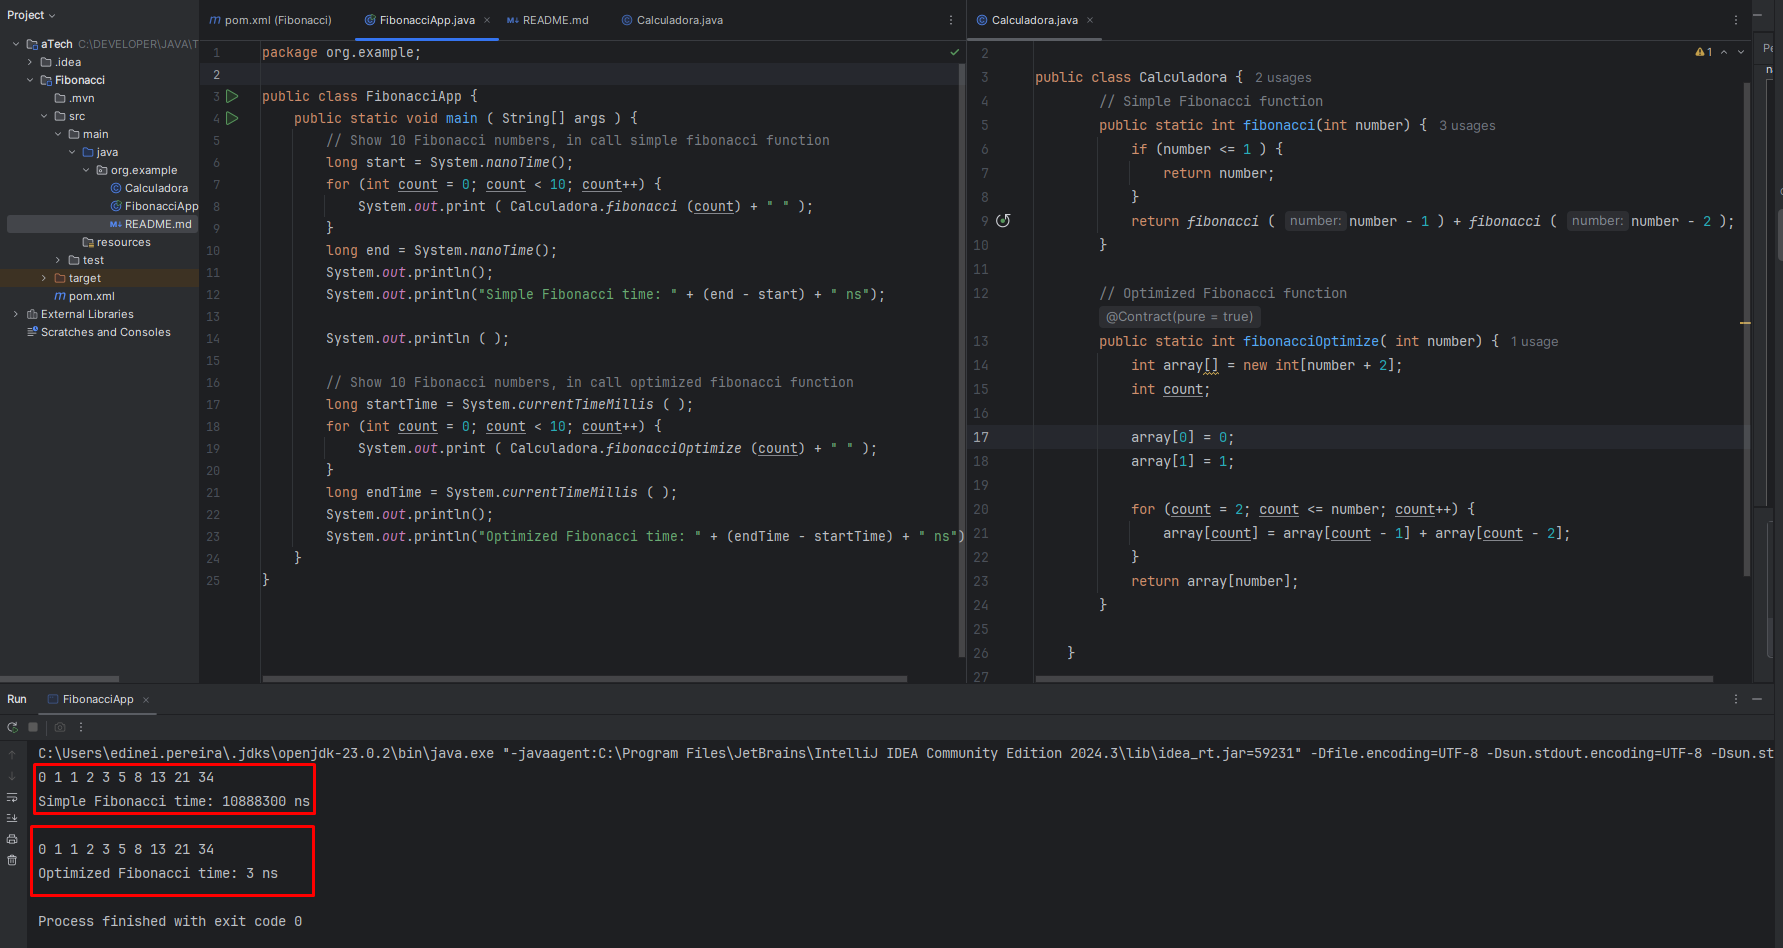 Project
aTech C:\DEVELOPER\JAVA\T
.idea
Fibonacci
.mvn
src
main
java
org.example
Calculadora
FibonacciApp
README.md
resources
test
target
pom.xml
External Libraries
Scratches and Consoles
pom.xml (Fibonacci)
FibonacciApp.java
README.md
Calculadora.java
1 package org.example;
2
3 public class FibonacciApp {
4 public static void main ( String[] args ) {
5 // Show 10 Fibonacci numbers, in call simple fibonacci function
6 long start = System.nanoTime();
7 for (int count = 0; count < 10; count++) {
8 System.out.print ( Calculadora.fibonacci (count) + " " );
9 }
10 long end = System.nanoTime();
11 System.out.println();
12 System.out.println("Simple Fibonacci time: " + (end - start) + " ns");
13
14 System.out.println ( );
15
16 // Show 10 Fibonacci numbers, in call optimized fibonacci function
17 long startTime = System.currentTimeMillis ( );
18 for (int count = 0; count < 10; count++) {
19 System.out.print ( Calculadora.fibonacciOptimize (count) + " " );
20 }
21 long endTime = System.currentTimeMillis ( );
22 System.out.println();
23 System.out.println("Optimized Fibonacci time: " + (endTime - startTime) + " ns")
24 }
25 }
Calculadora.java
1
2
3 public class Calculadora { 2 usages
4 // Simple Fibonacci function
5 public static int fibonacci(int number) { 3 usages
6 if (number <= 1 ) {
7 return number;
8 }
9 return fibonacci ( number: number - 1 ) + fibonacci ( number: number - 2 );
10 }
11
12 // Optimized Fibonacci function
@Contract(pure = true)
13 public static int fibonacciOptimize( int number) { 1 usage
14 int array[] = new int[number + 2];
15 int count;
16
17 array[0] = 0;
18 array[1] = 1;
19
20 for (count = 2; count <= number; count++) {
21 array[count] = array[count - 1] + array[count - 2];
22 }
23 return array[number];
24 }
25
26 }
27
Run FibonacciApp
C:\Users\edinei.pereira\.jdks\openjdk-23.0.2\bin\java.exe "-javaagent:C:\Program Files\JetBrains\IntelliJ IDEA Community Edition 2024.3\lib\idea_rt.jar=59231" -Dfile.encoding=UTF-8 -Dsun.stdout.encoding=UTF-8 -Dsun.st
0 1 1 2 3 5 8 13 21 34
Simple Fibonacci time: 10888300 ns
0 1 1 2 3 5 8 13 21 34
Optimized Fibonacci time: 3 ns
Process finished with exit code 0